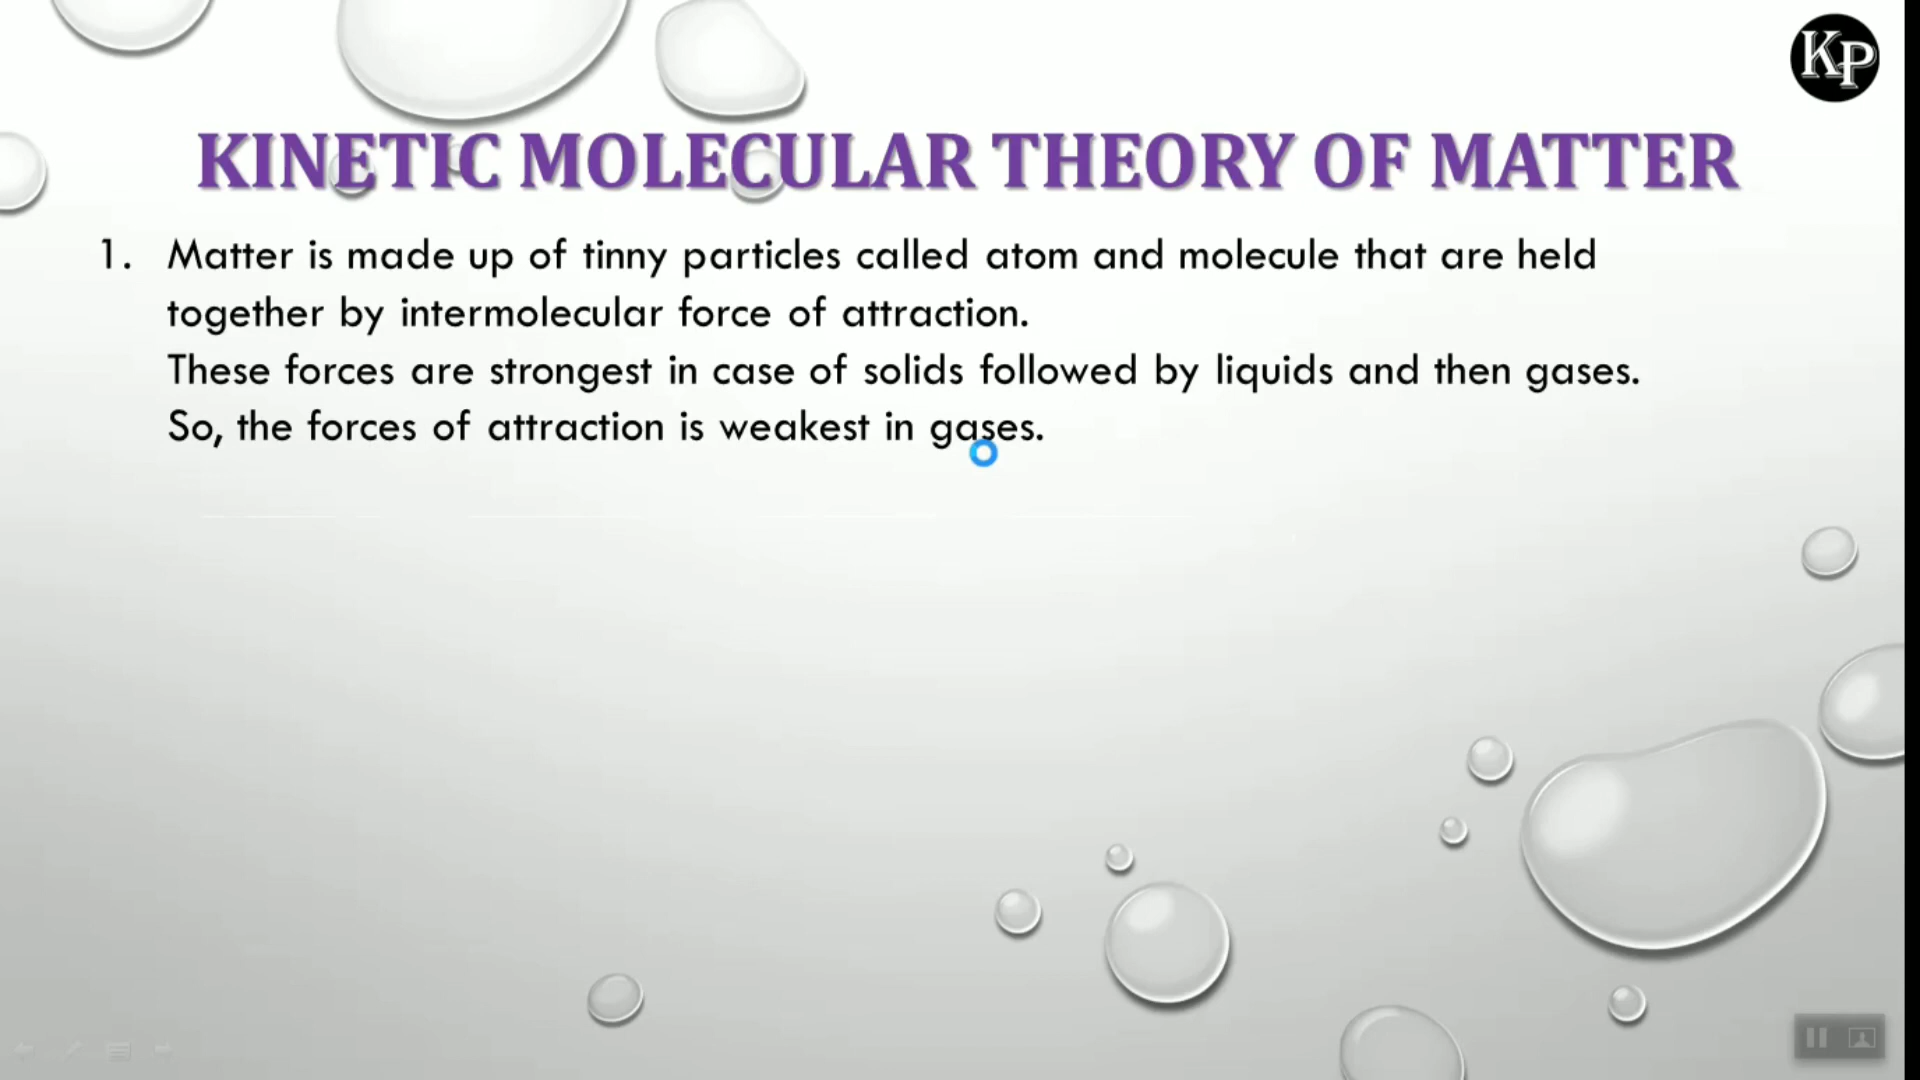 KP
KINETIC MOLECULAR THEORY OF MATTER
1. Matter is made up of tinny particles called atom and molecule that are held
together by intermolecular force of attraction.
These forces are strongest in case of solids followed by liquids and then gases.
So, the forces of attraction is weakest in gases.